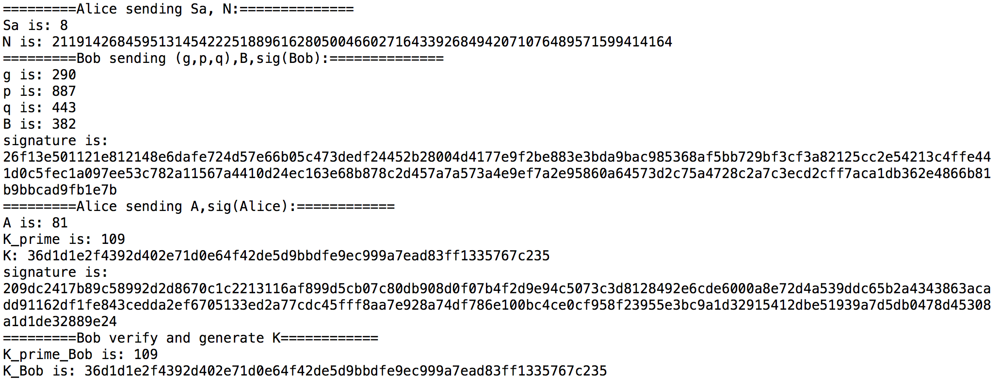 =========Alice sending Sa, N:==============
Sa is: 8
N is: 2119142684595131454222518896162805004660271643392684942071076489571599414164
=========Bob sending (g,p,q),B,sig(Bob):==============
g is: 290
p is: 887
q is: 443
B is: 382
signature is:
26f13e501121e812148e6dafe724d57e66b05c473dedf24452b28004d4177e9f2be883e3bda9bac985368af5bb729bf3cf3a82125cc2e54213c4ffe44
1d0c5fec1a097ee53c782a11567a4410d24ec163e68b878c2d457a7a573a4e9ef7a2e95860a64573d2c75a4728c2a7c3ecd2cff7aca1db362e4866b81
b9bbcad9fb1e7b
=========Alice sending A,sig(Alice):============
A is: 81
K_prime is: 109
K: 36d1d1e2f4392d402e71d0e64f42de5d9bbdfe9ec999a7ead83ff1335767c235
signature is:
209dc2417b89c58992d2d8670c1c2213116af899d5cb07c80db908d0f07b4f2d9e94c5073c3d8128492e6cde6000a8e72d4a539ddc65b2a4343863aca
dd91162df1fe843cedda2ef6705133ed2a77cdc45fff8aa7e928a74df786e100bc4ce0cf958f23955e3bc9a1d32915412dbe51939a7d5db0478d45308
a1d1de32889e24
=========Bob verify and generate K============
K_prime_Bob is: 109
K_Bob is: 36d1d1e2f4392d402e71d0e64f42de5d9bbdfe9ec999a7ead83ff1335767c235